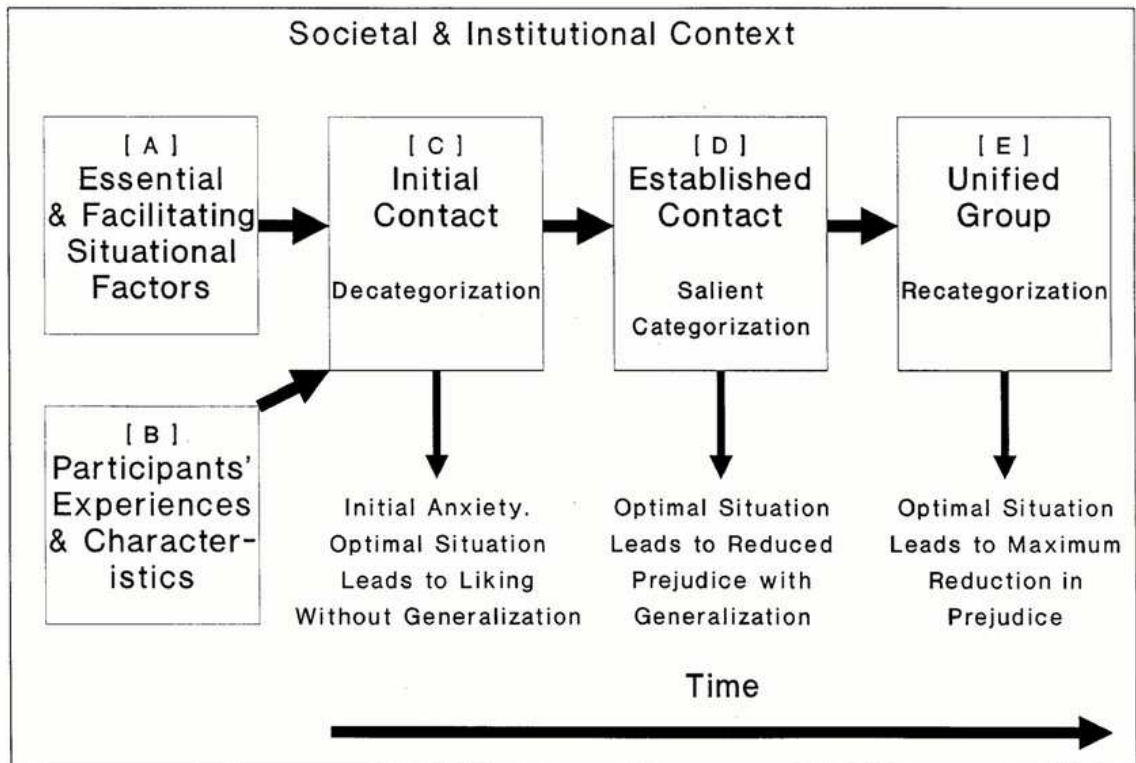 Societal & Institutional Context
[ A ]
Essential
& Facilitating
Situational
Factors
[ B ]
Participants'
Experiences
& Character-
istics
[ C ]
Initial
Contact
Decategorization
Initial Anxiety.
Optimal Situation
Leads to Liking
Without Generalization
[ D ]
Established
Contact
Salient
Categorization
Optimal Situation
Leads to Reduced
Prejudice with
Generalization
[ E ]
Unified
Group
Recategorization
Optimal Situation
Leads to Maximum
Reduction in
Prejudice
Time